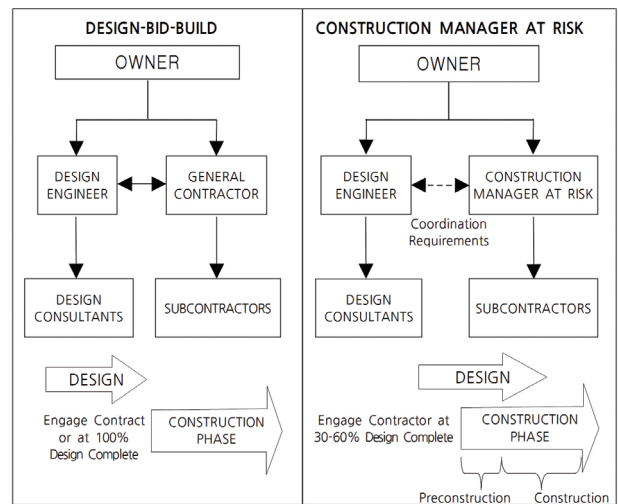 DESIGN-BID-BUILD
OWNER
DESIGN
ENGINEER
GENERAL
CONTRACTOR
DESIGN
CONSULTANTS
SUBCONTRACTORS
DESIGN
Engage Contract
or at 100%
Design Complete
CONSTRUCTION
PHASE
CONSTRUCTION MANAGER AT RISK
OWNER
DESIGN
ENGINEER
CONSTRUCTION
MANAGER AT RISK
Coordination
Requirements
DESIGN
CONSULTANTS
SUBCONTRACTORS
DESIGN
Engage Contractor at
30-60% Design Complete
CONSTRUCTION
PHASE
Preconstruction
Construction